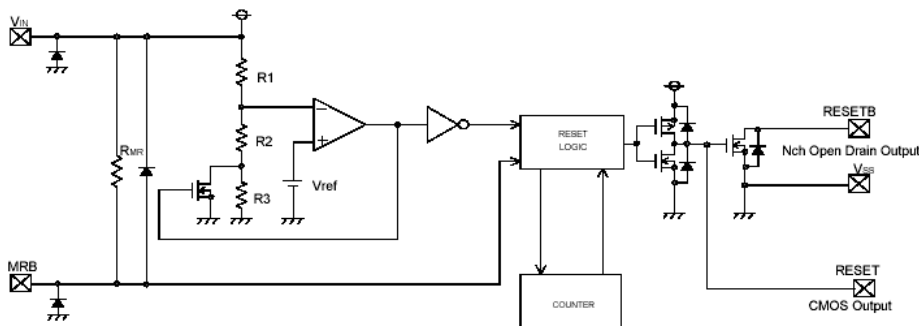 VIN
R1
RESETB
R2
RESET
LOGIC
Nch Open Drain Output
RMR
Vref
R3
VSS
MRB
RESET
COUNTER
CMOS Output